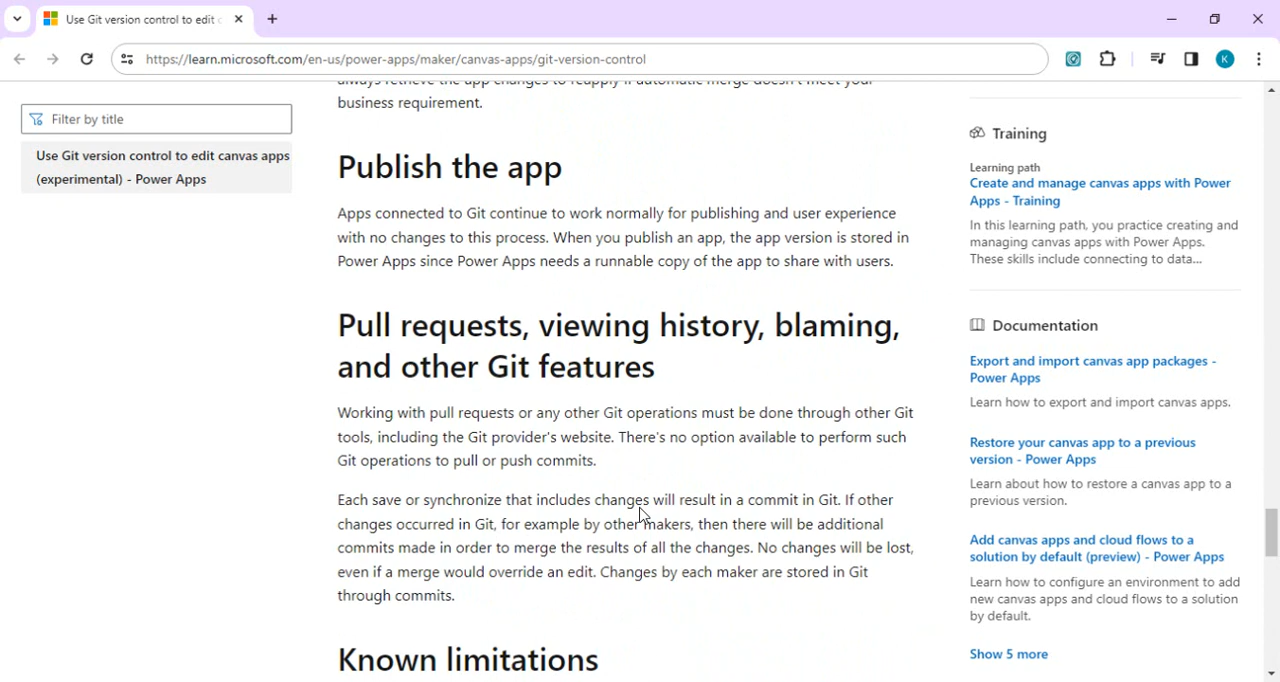 Use Git version control to edit c
https://learn.microsoft.com/en-us/power-apps/maker/canvas-apps/git-version-control
K
Filter by title
Use Git version control to edit canvas apps
(experimental) - Power Apps
always retrieve the app changes to reapply if automatic merge doesn't meet your
business requirement.
Publish the app
Apps connected to Git continue to work normally for publishing and user experience
with no changes to this process. When you publish an app, the app version is stored in
Power Apps since Power Apps needs a runnable copy of the app to share with users.
Pull requests, viewing history, blaming,
and other Git features
Working with pull requests or any other Git operations must be done through other Git
tools, including the Git provider's website. There's no option available to perform such
Git operations to pull or push commits.
Each save or synchronize that includes changes will result in a commit in Git. If other
changes occurred in Git, for example by other makers, then there will be additional
commits made in order to merge the results of all the changes. No changes will be lost,
even if a merge would override an edit. Changes by each maker are stored in Git
through commits.
Known limitations
Training
Learning path
Create and manage canvas apps with Power
Apps - Training
In this learning path, you practice creating and
managing canvas apps with Power Apps.
These skills include connecting to data...
Documentation
Export and import canvas app packages -
Power Apps
Learn how to export and import canvas apps.
Restore your canvas app to a previous
version - Power Apps
Learn about how to restore a canvas app to a
previous version.
Add canvas apps and cloud flows to a
solution by default (preview) - Power Apps
Learn how to configure an environment to add
new canvas apps and cloud flows to a solution
by default.
Show 5 more